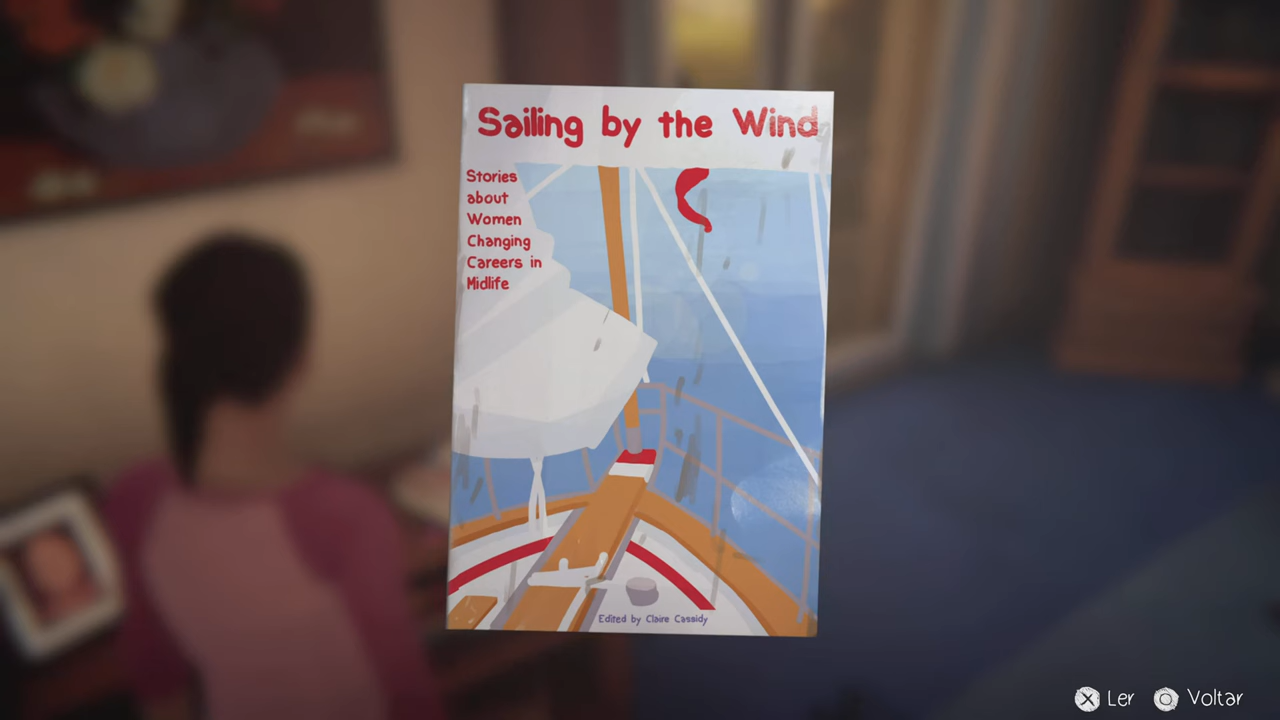 Sailing by the Wind
Stories
about
Women
Changing
Careers in
Midlife
Edited by Claire Cassidy
Ler
Voltar